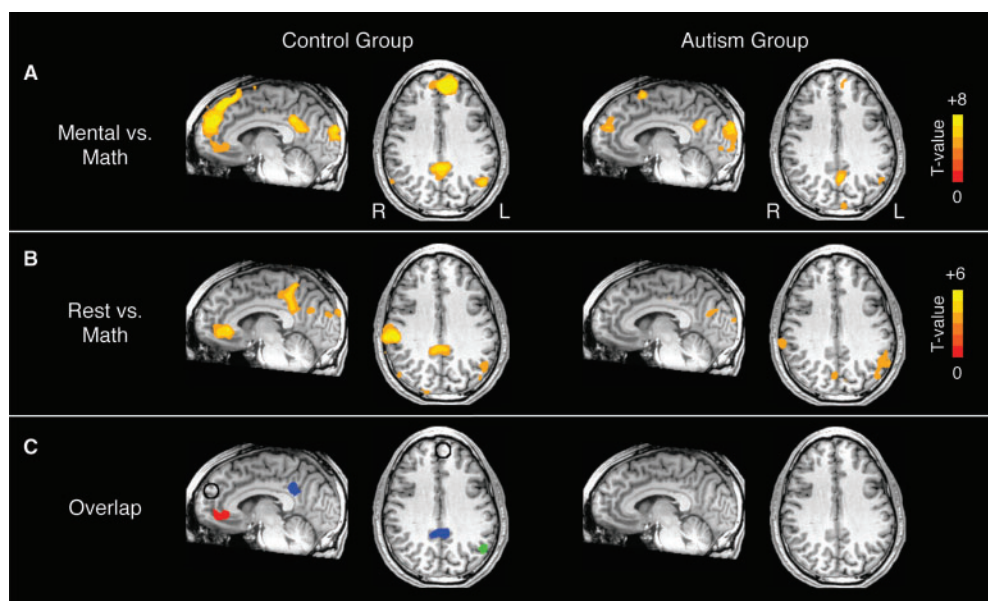 Control Group
Autism Group
A
Mental vs.
Math
R
L
R
L
+8
T-value
0
B
Rest vs.
Math
+6
T-value
0
C
Overlap